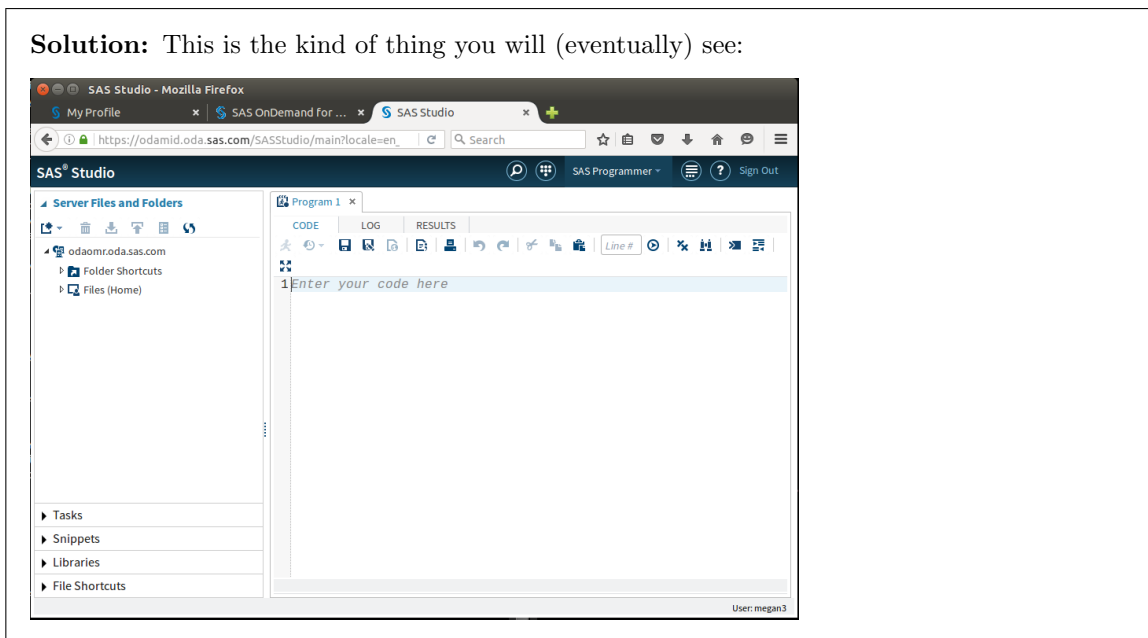 Solution: This is the kind of thing you will (eventually) see:
SAS Studio - Mozilla Firefox
My Profile × SAS OnDemand for ... × SAS Studio ×
https://odamid.oda.sas.com/SASStudio/main?locale=en_ Search
SAS® Studio SAS Programmer Sign Out
Server Files and Folders
odaomr.oda.sas.com
Folder Shortcuts
Files (Home)
Tasks
Snippets
Libraries
File Shortcuts
Program 1 ×
CODE LOG RESULTS
Line #
1 Enter your code here
User: megan3